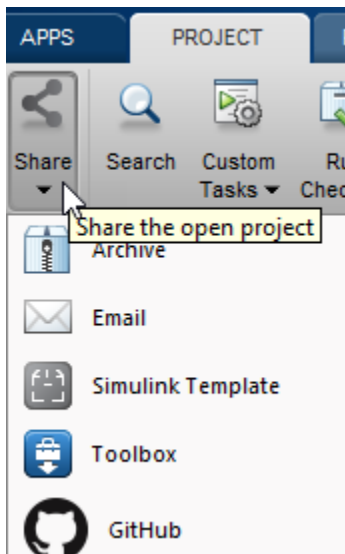 APPS
PROJECT
Share
Search
Custom
Tasks
Share the open project
Archive
Email
Simulink Template
Toolbox
GitHub